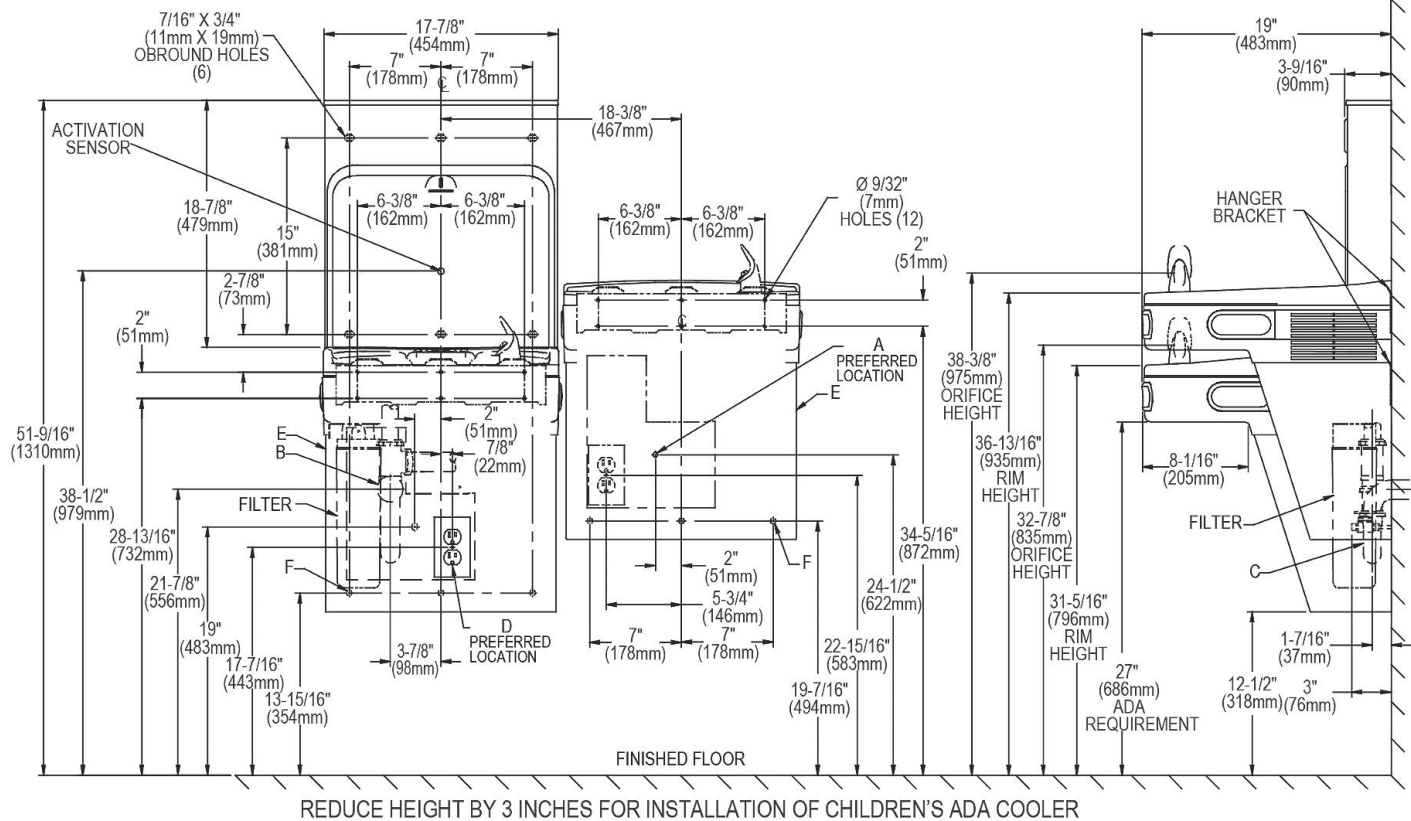 7/16" X 3/4"
(11mm X 19mm)
OBROUND HOLES
(6)
17-7/8"
(454mm)
7"
(178mm)
7"
(178mm)
℄
18-3/8"
(467mm)
ACTIVATION
SENSOR
18-7/8"
(479mm)
6-3/8"
(162mm)
6-3/8"
(162mm)
15"
(381mm)
2-7/8"
(73mm)
2"
(51mm)
6-3/8"
(162mm)
6-3/8"
(162mm)
Ø 9/32"
(7mm)
HOLES (12)
2"
(51mm)
℄
A
PREFERRED
LOCATION
E
2"
(51mm)
7/8"
(22mm)
E
B
FILTER
F
51-9/16"
(1310mm)
38-1/2"
(979mm)
28-13/16"
(732mm)
21-7/8"
(556mm)
19"
(483mm)
17-7/16"
(443mm)
13-15/16"
(354mm)
3-7/8"
(98mm)
D
PREFERRED
LOCATION
F
2"
(51mm)
5-3/4"
(146mm)
7"
(178mm)
7"
(178mm)
34-5/16"
(872mm)
24-1/2"
(622mm)
22-15/16"
(583mm)
19-7/16"
(494mm)
19"
(483mm)
3-9/16"
(90mm)
HANGER
BRACKET
38-3/8"
(975mm)
ORIFICE
HEIGHT
36-13/16"
(935mm)
RIM
HEIGHT
32-7/8"
(835mm)
ORIFICE
HEIGHT
31-5/16"
(796mm)
RIM
HEIGHT
27"
(686mm)
ADA
REQUIREMENT
8-1/16"
(205mm)
FILTER
C
1-7/16"
(37mm)
12-1/2"
(318mm)
3"
(76mm)
FINISHED FLOOR
REDUCE HEIGHT BY 3 INCHES FOR INSTALLATION OF CHILDREN'S ADA COOLER